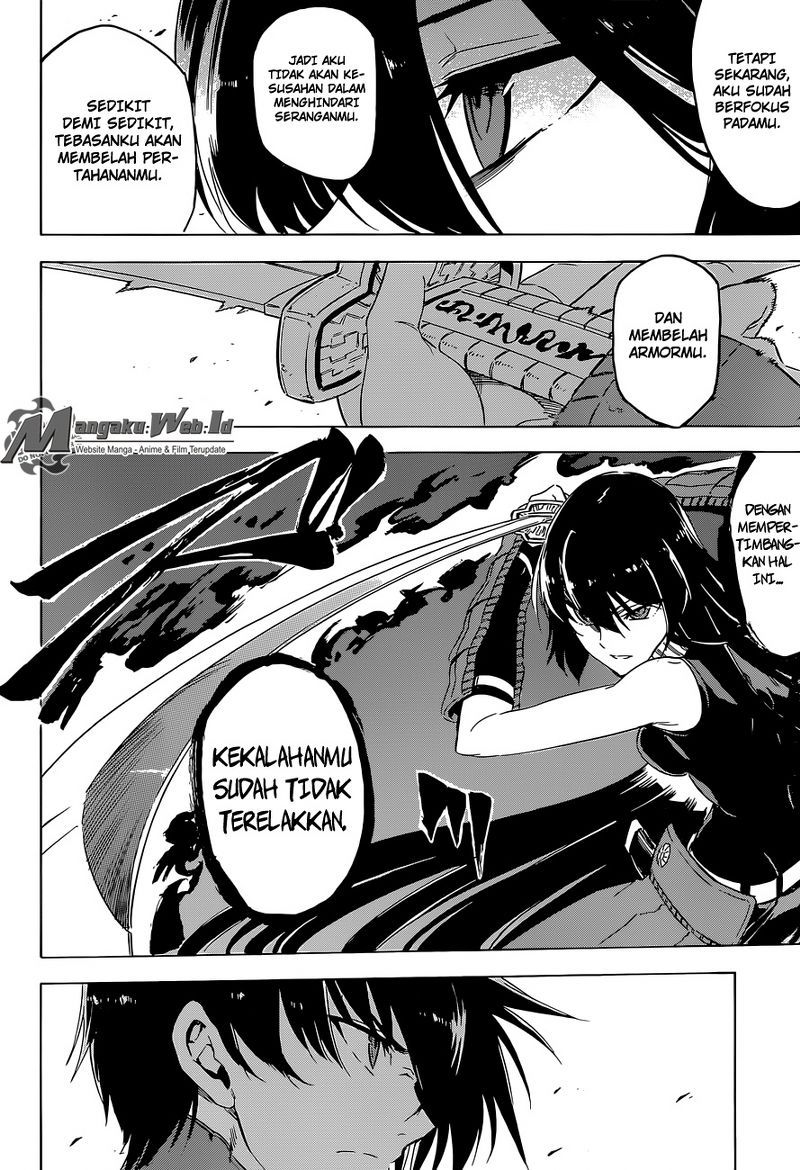 TETAPI
SEKARANG,
AKU SUDAH
BERFOKUS
PADAMU.
JADI AKU
TIDAK AKAN KE-
SUSAHAN DALAM
MENGHINDARI
SERANGANMU.
SEDIKIT
DEMI SEDIKIT,
TEBASANKU AKAN
MEMBELAH PER-
TAHANANMU.
DAN
MEMBELAH
ARMORMU.
Mangaku.Web.Id
Website Manga - Anime & Film Terupdate
DENGAN
MEMPER-
TIMBANG-
KAN HAL
INI...
KEKALAHANMU
SUDAH TIDAK
TERELAKKAN.